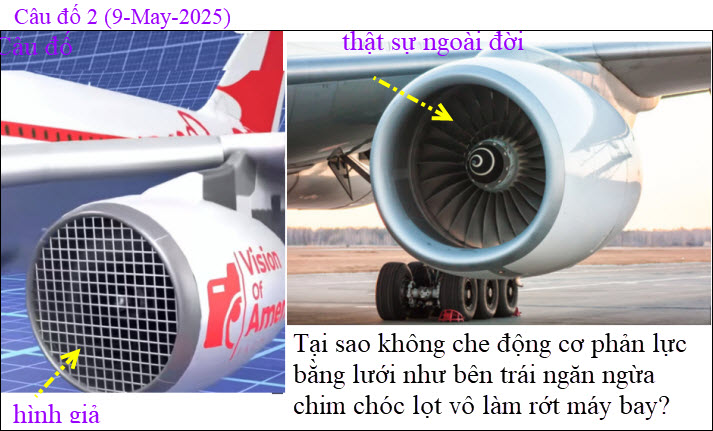 Câu đố 2 (9-May-2025)
Câu đố
thật sự ngoài đời
Vision
of
Amer
hình giả
Tại sao không che động cơ phản lực
bằng lưới như bên trái ngăn ngừa
chim chóc lọt vô làm rớt máy bay?